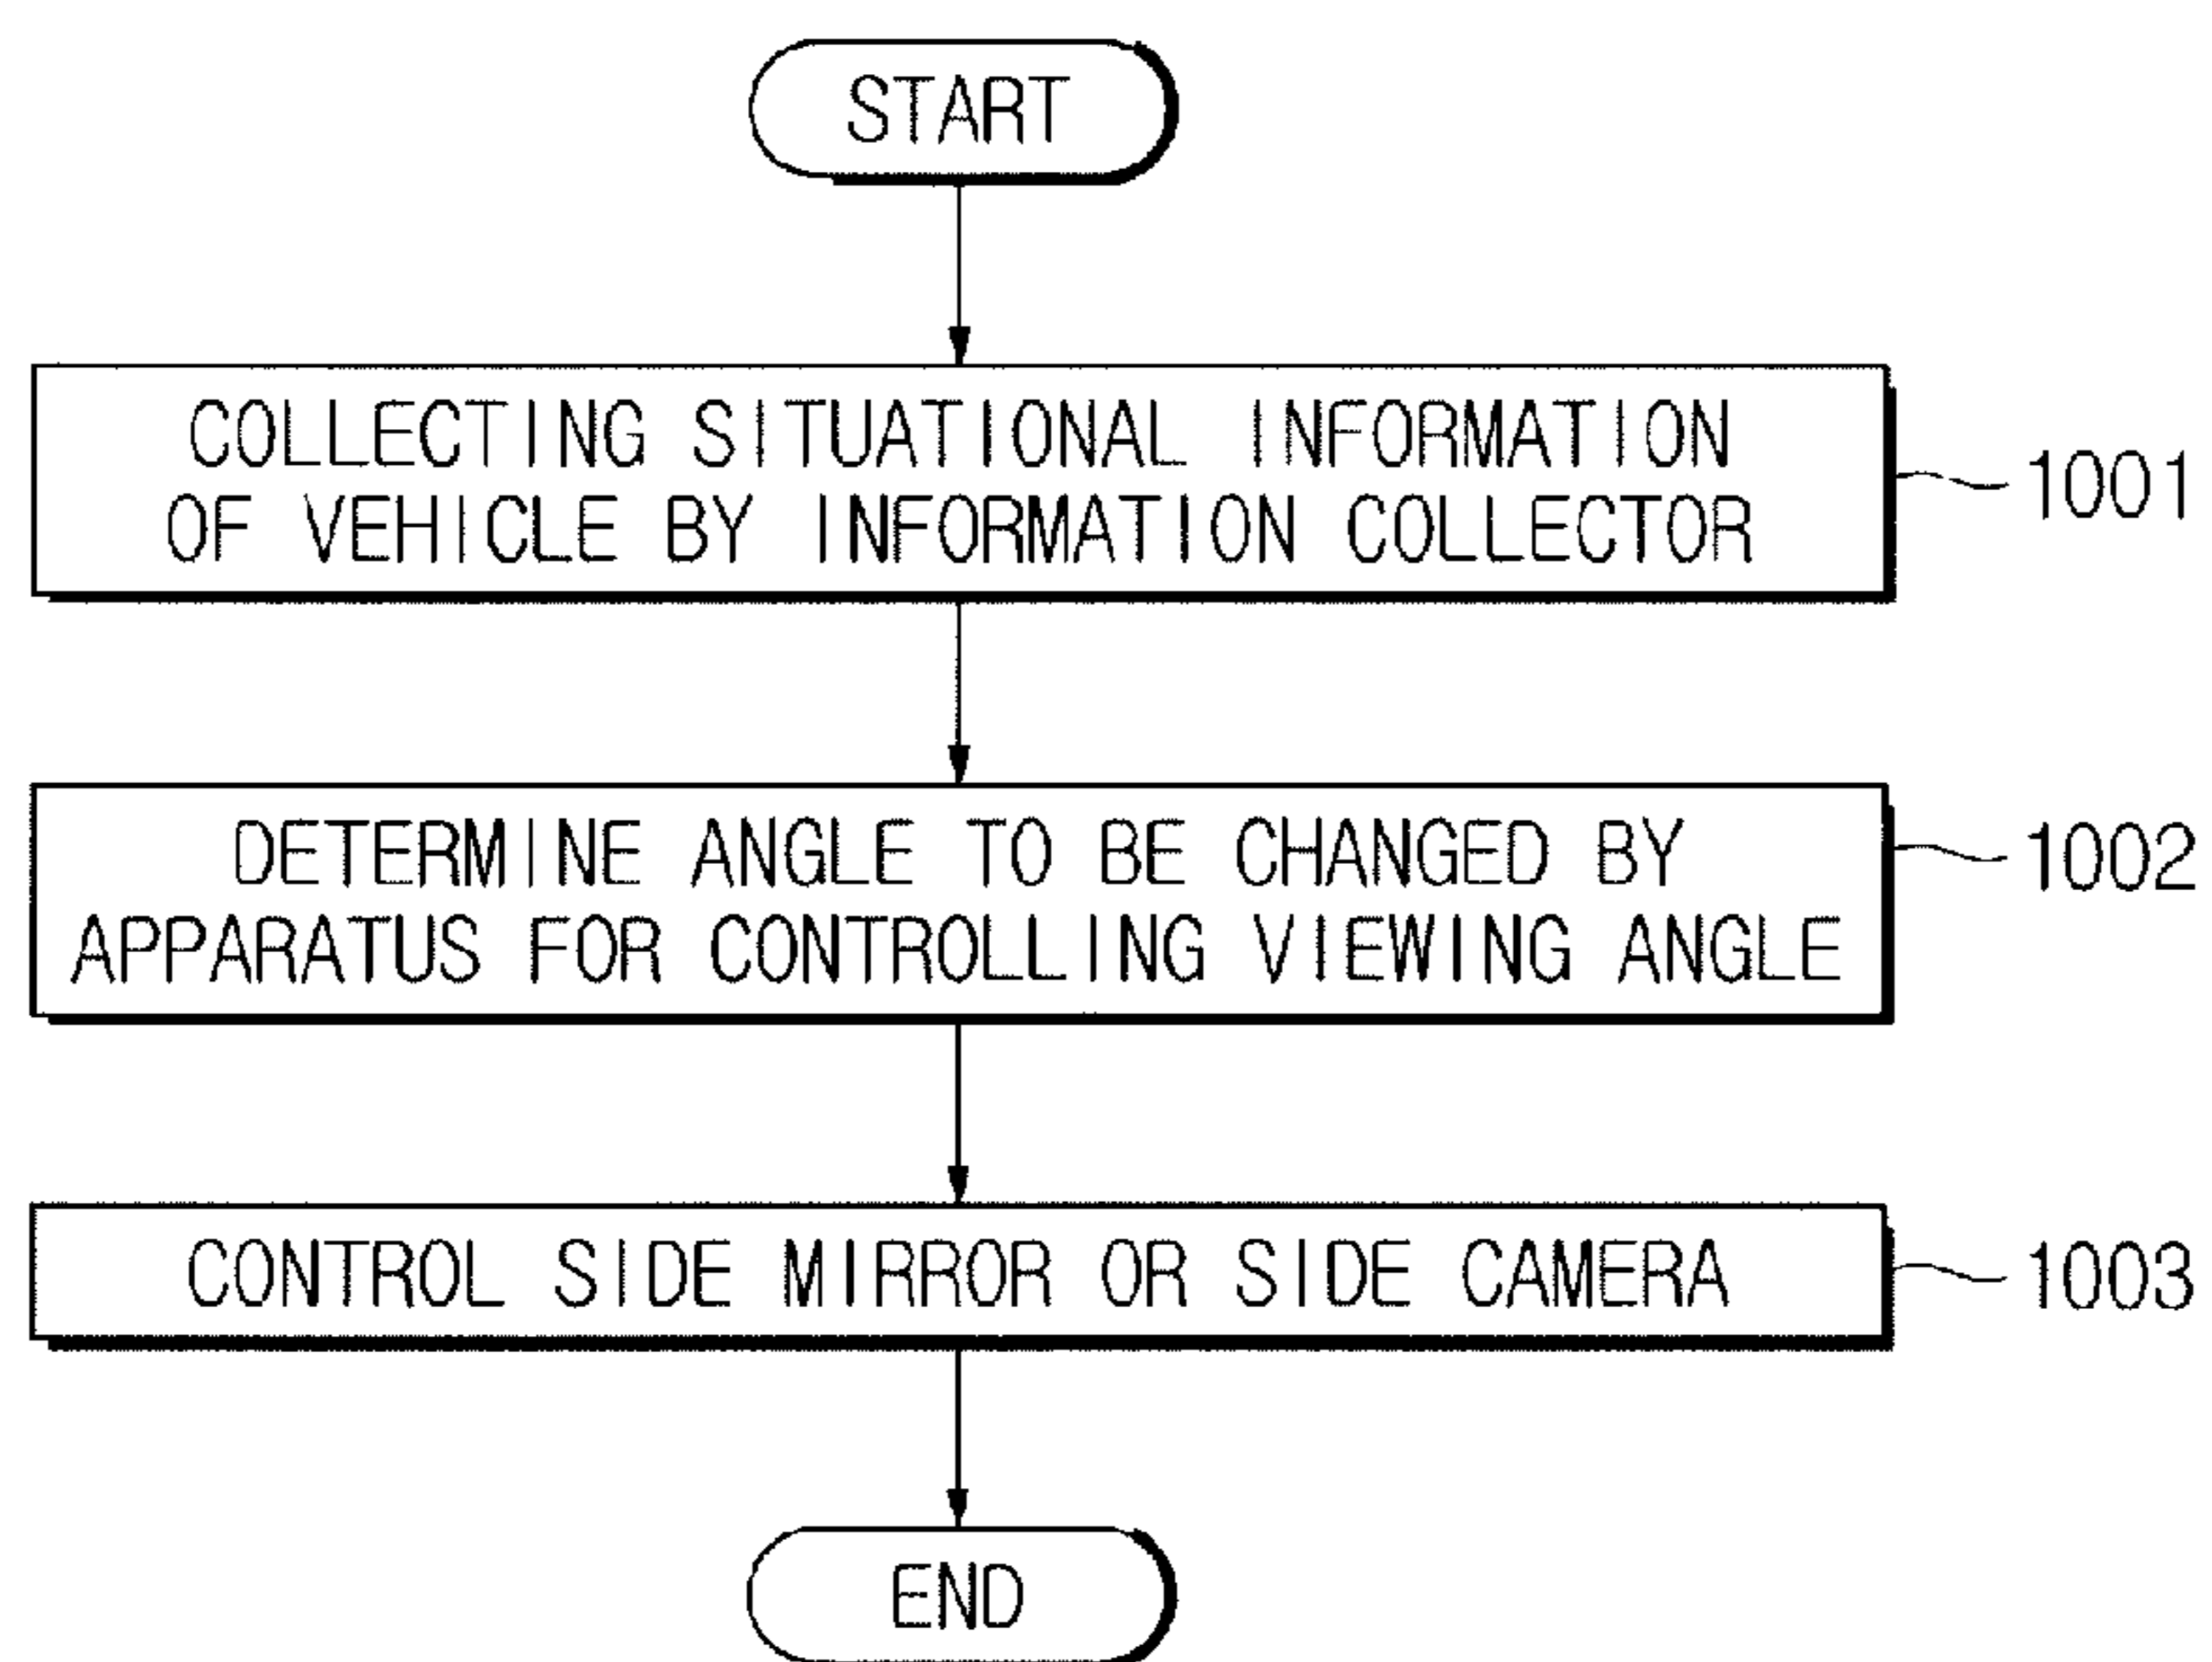 START
COLLECTING SITUATIONAL INFORMATION
OF VEHICLE BY INFORMATION COLLECTOR
1001
DETERMINE ANGLE TO BE CHANGED BY
APPARATUS FOR CONTROLLING VIEWING ANGLE
1002
CONTROL SIDE MIRROR OR SIDE CAMERA
1003
END